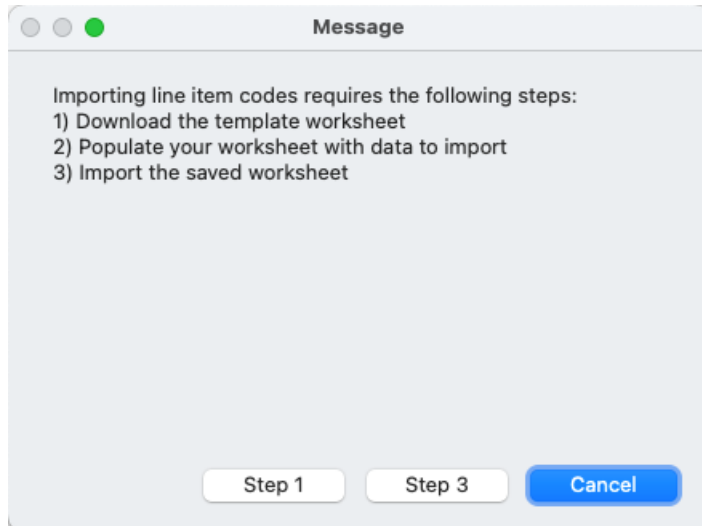 Message
Importing line item codes requires the following steps:
1) Download the template worksheet
2) Populate your worksheet with data to import
3) Import the saved worksheet
Step 1 Step 3 Cancel